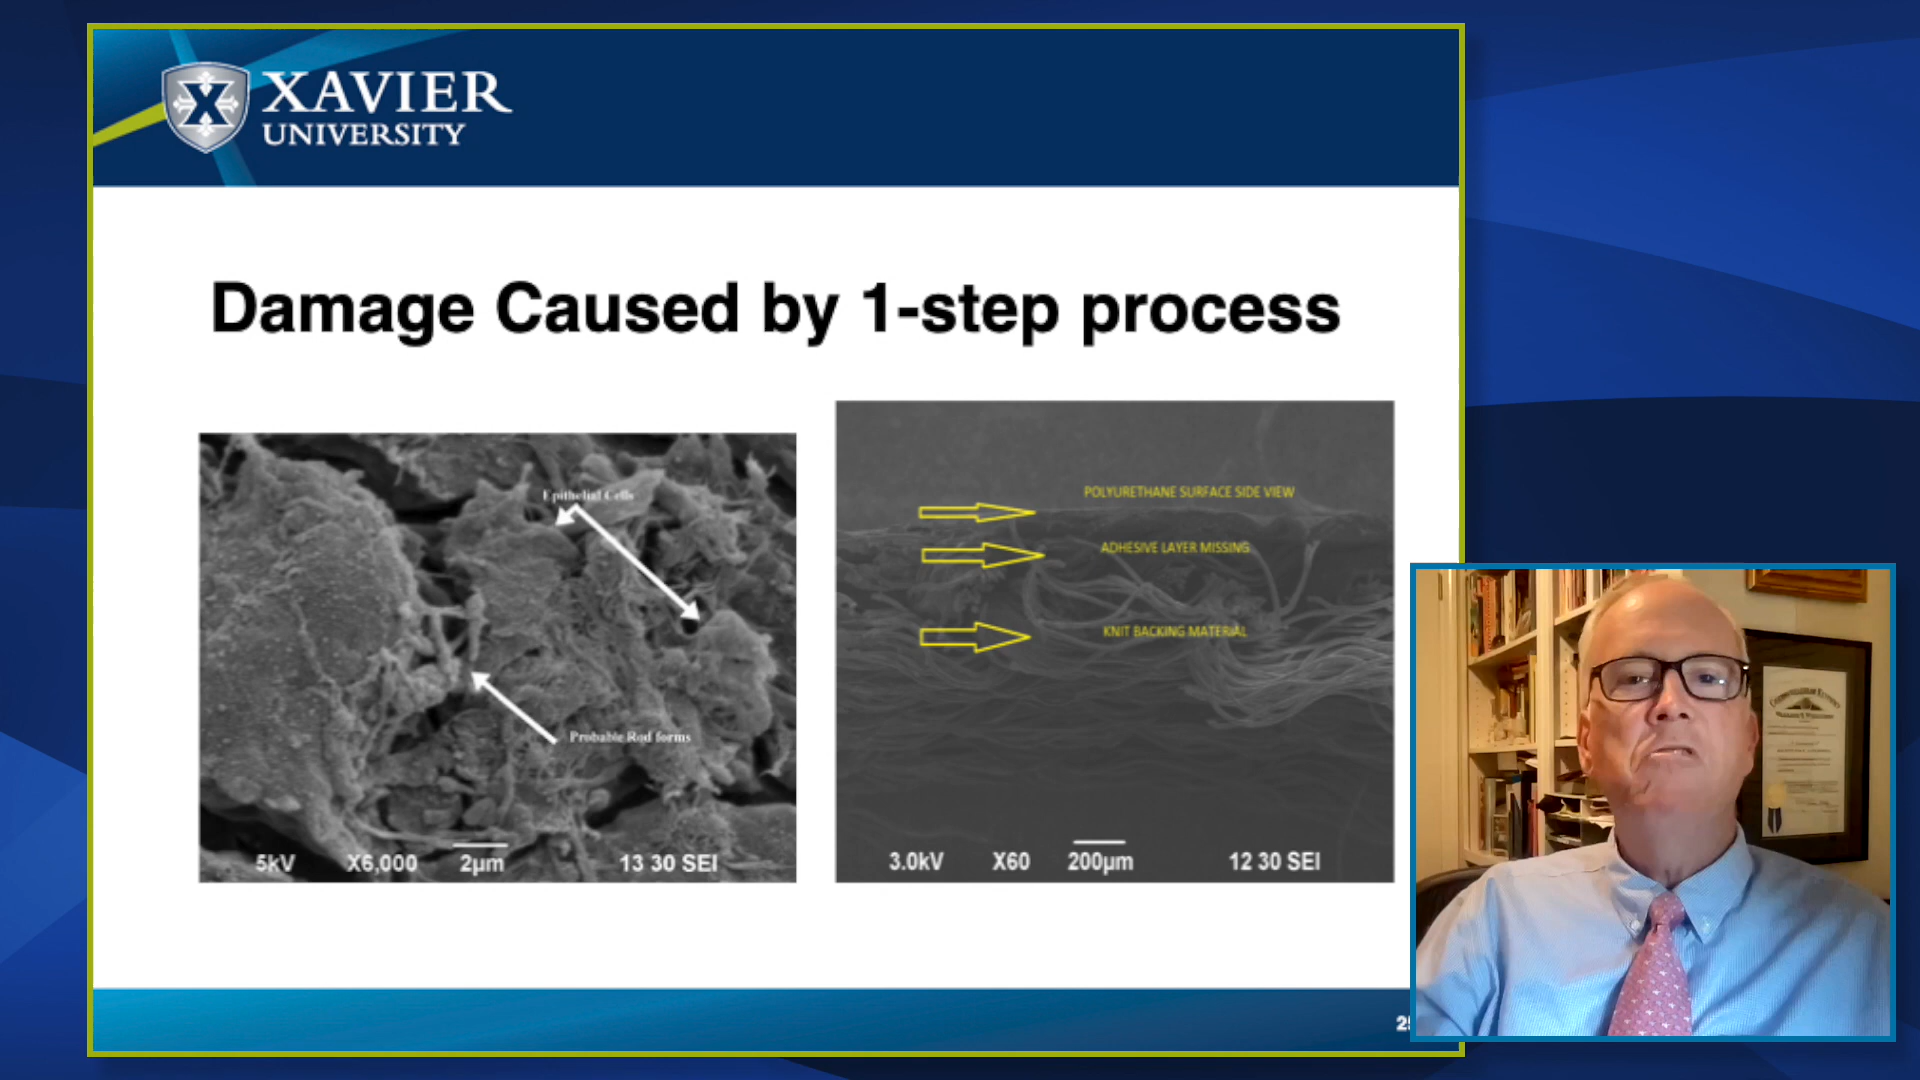 XAVIER
UNIVERSITY
Damage Caused by 1-step process
Epithelial Cells
Probable Rod forms
5kV X6,000 2µm 13 30 SEI
POLYURETHANE SURFACE SIDE VIEW
ADHESIVE LAYER MISSING
KNIT BACKING MATERIAL
3.0kV X60 200µm 12 30 SEI